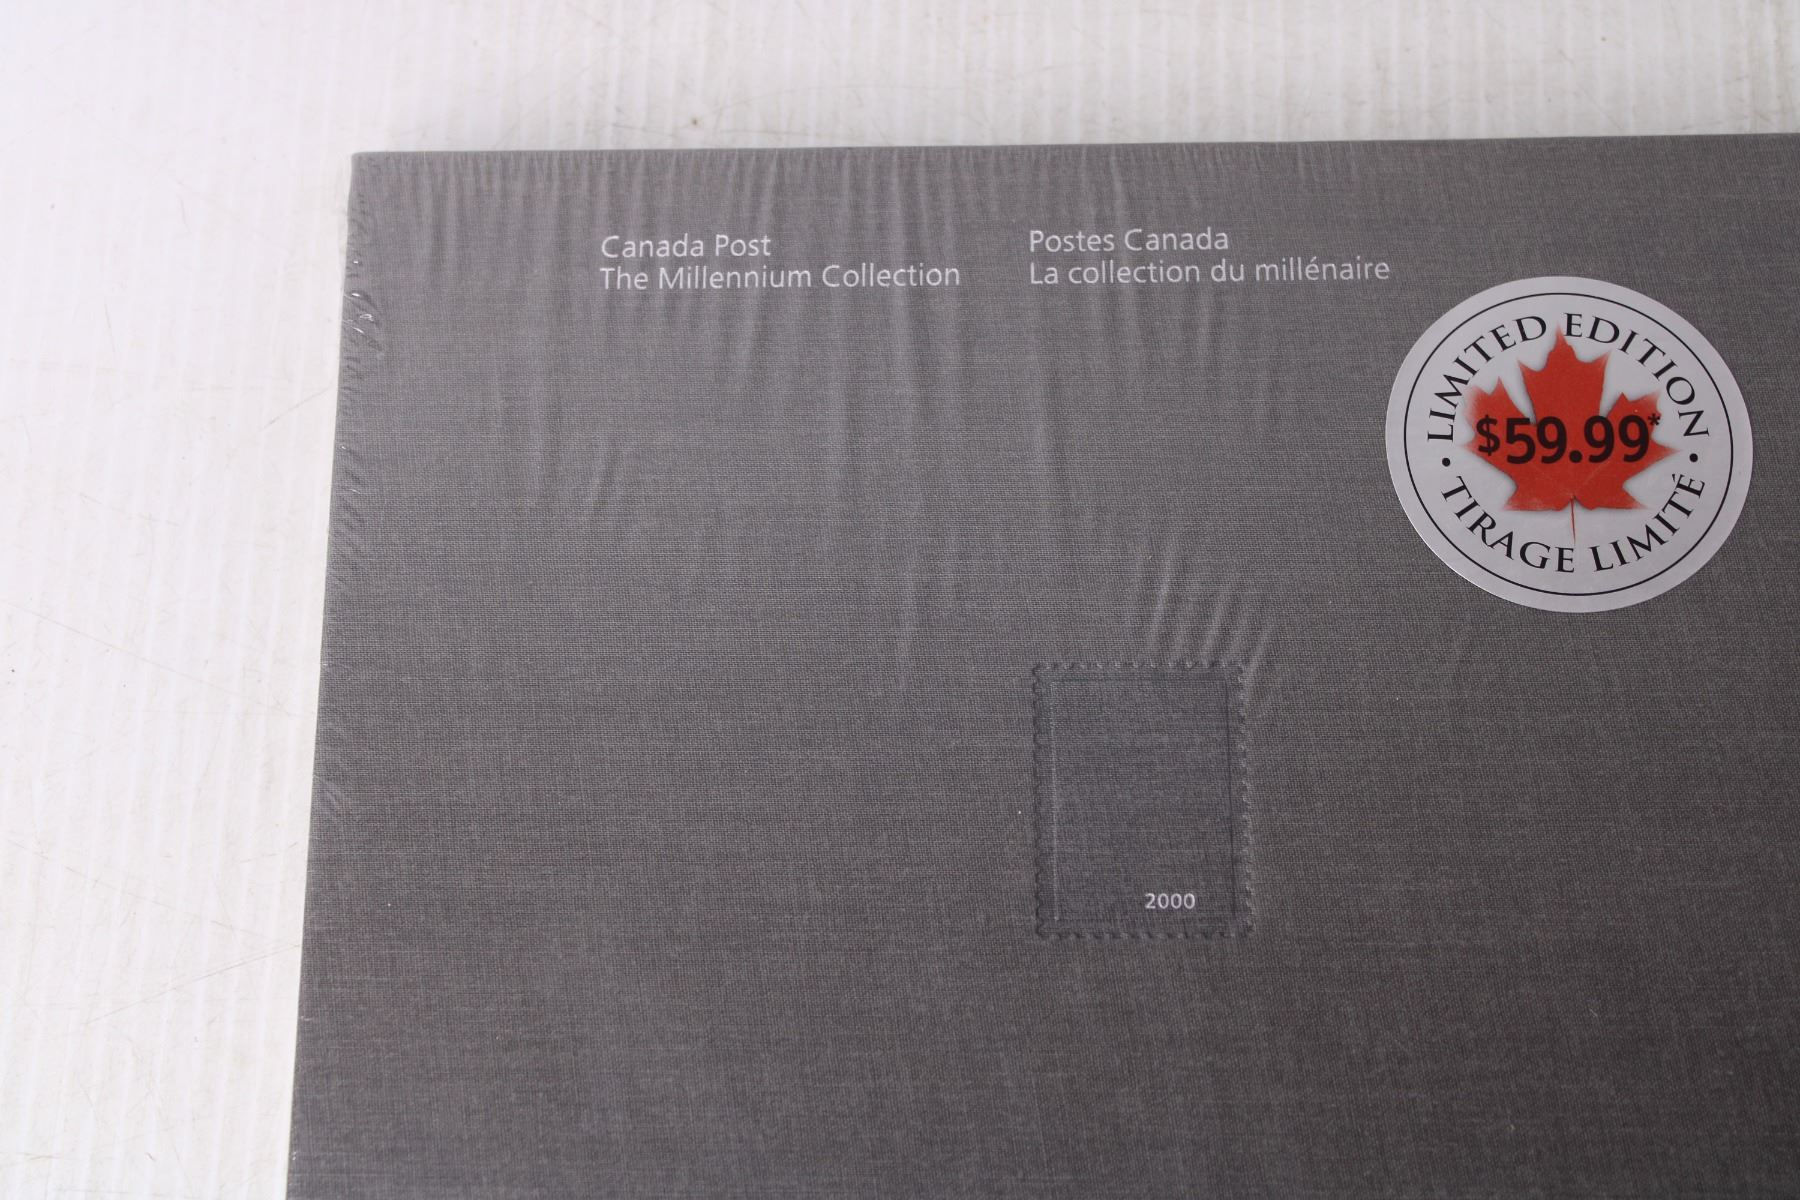 Canada Post
The Millennium Collection
Postes Canada
La collection du millénaire
LIMITED EDITION
$59.99*
• TIRAGE LIMITÉ •
2000